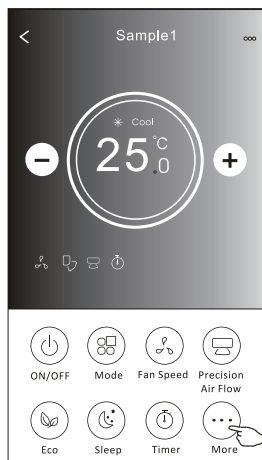 Sample1
Cool
25.0°C
ON/OFF
Mode
Fan Speed
Precision
Air Flow
Eco
Sleep
Timer
More